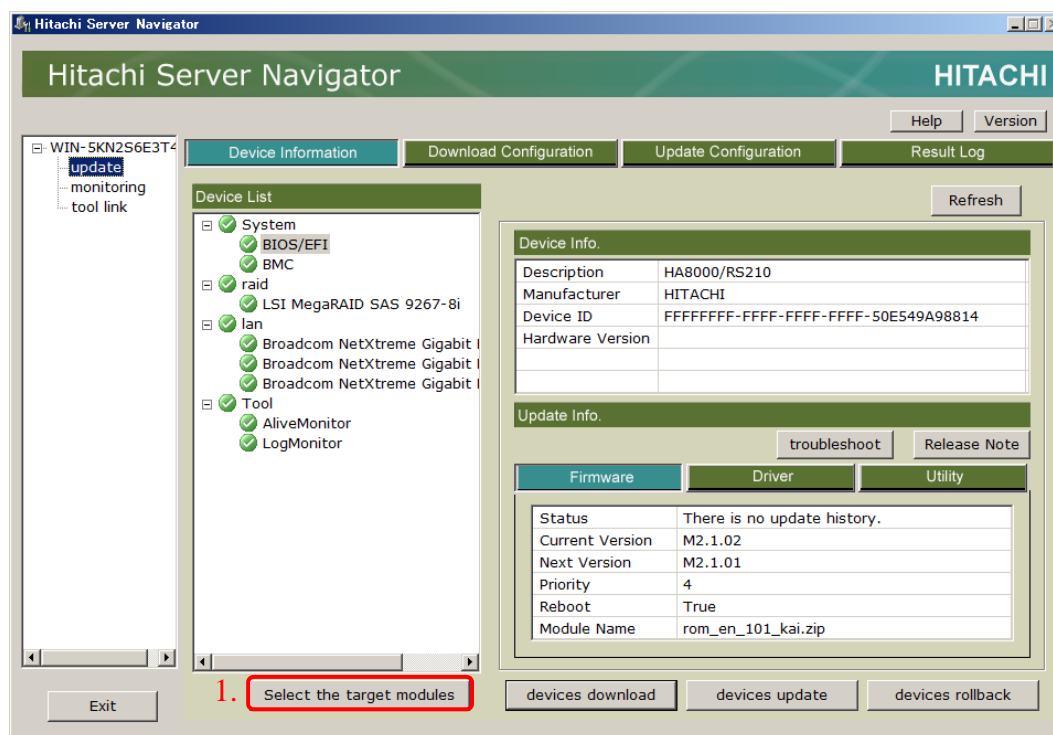 Hitachi Server Navigator
Hitachi Server Navigator
HITACHI
Help
Version
WIN-5KN2S6E3T4
update
monitoring
tool link
Device Information
Download Configuration
Update Configuration
Result Log
Device List
Refresh
System
BIOS/EFI
BMC
raid
LSI MegaRAID SAS 9267-8i
lan
Broadcom NetXtreme Gigabit
Broadcom NetXtreme Gigabit
Broadcom NetXtreme Gigabit
Tool
AliveMonitor
LogMonitor
Device Info.
Description HA8000/RS210
Manufacturer HITACHI
Device ID FFFFFFFF-FFFF-FFFF-FFFF-50E549A98814
Hardware Version
Update Info.
troubleshoot
Release Note
Firmware
Driver
Utility
Status There is no update history.
Current Version M2.1.02
Next Version M2.1.01
Priority 4
Reboot True
Module Name rom_en_101_kai.zip
1.
Select the target modules
devices download
devices update
devices rollback
Exit